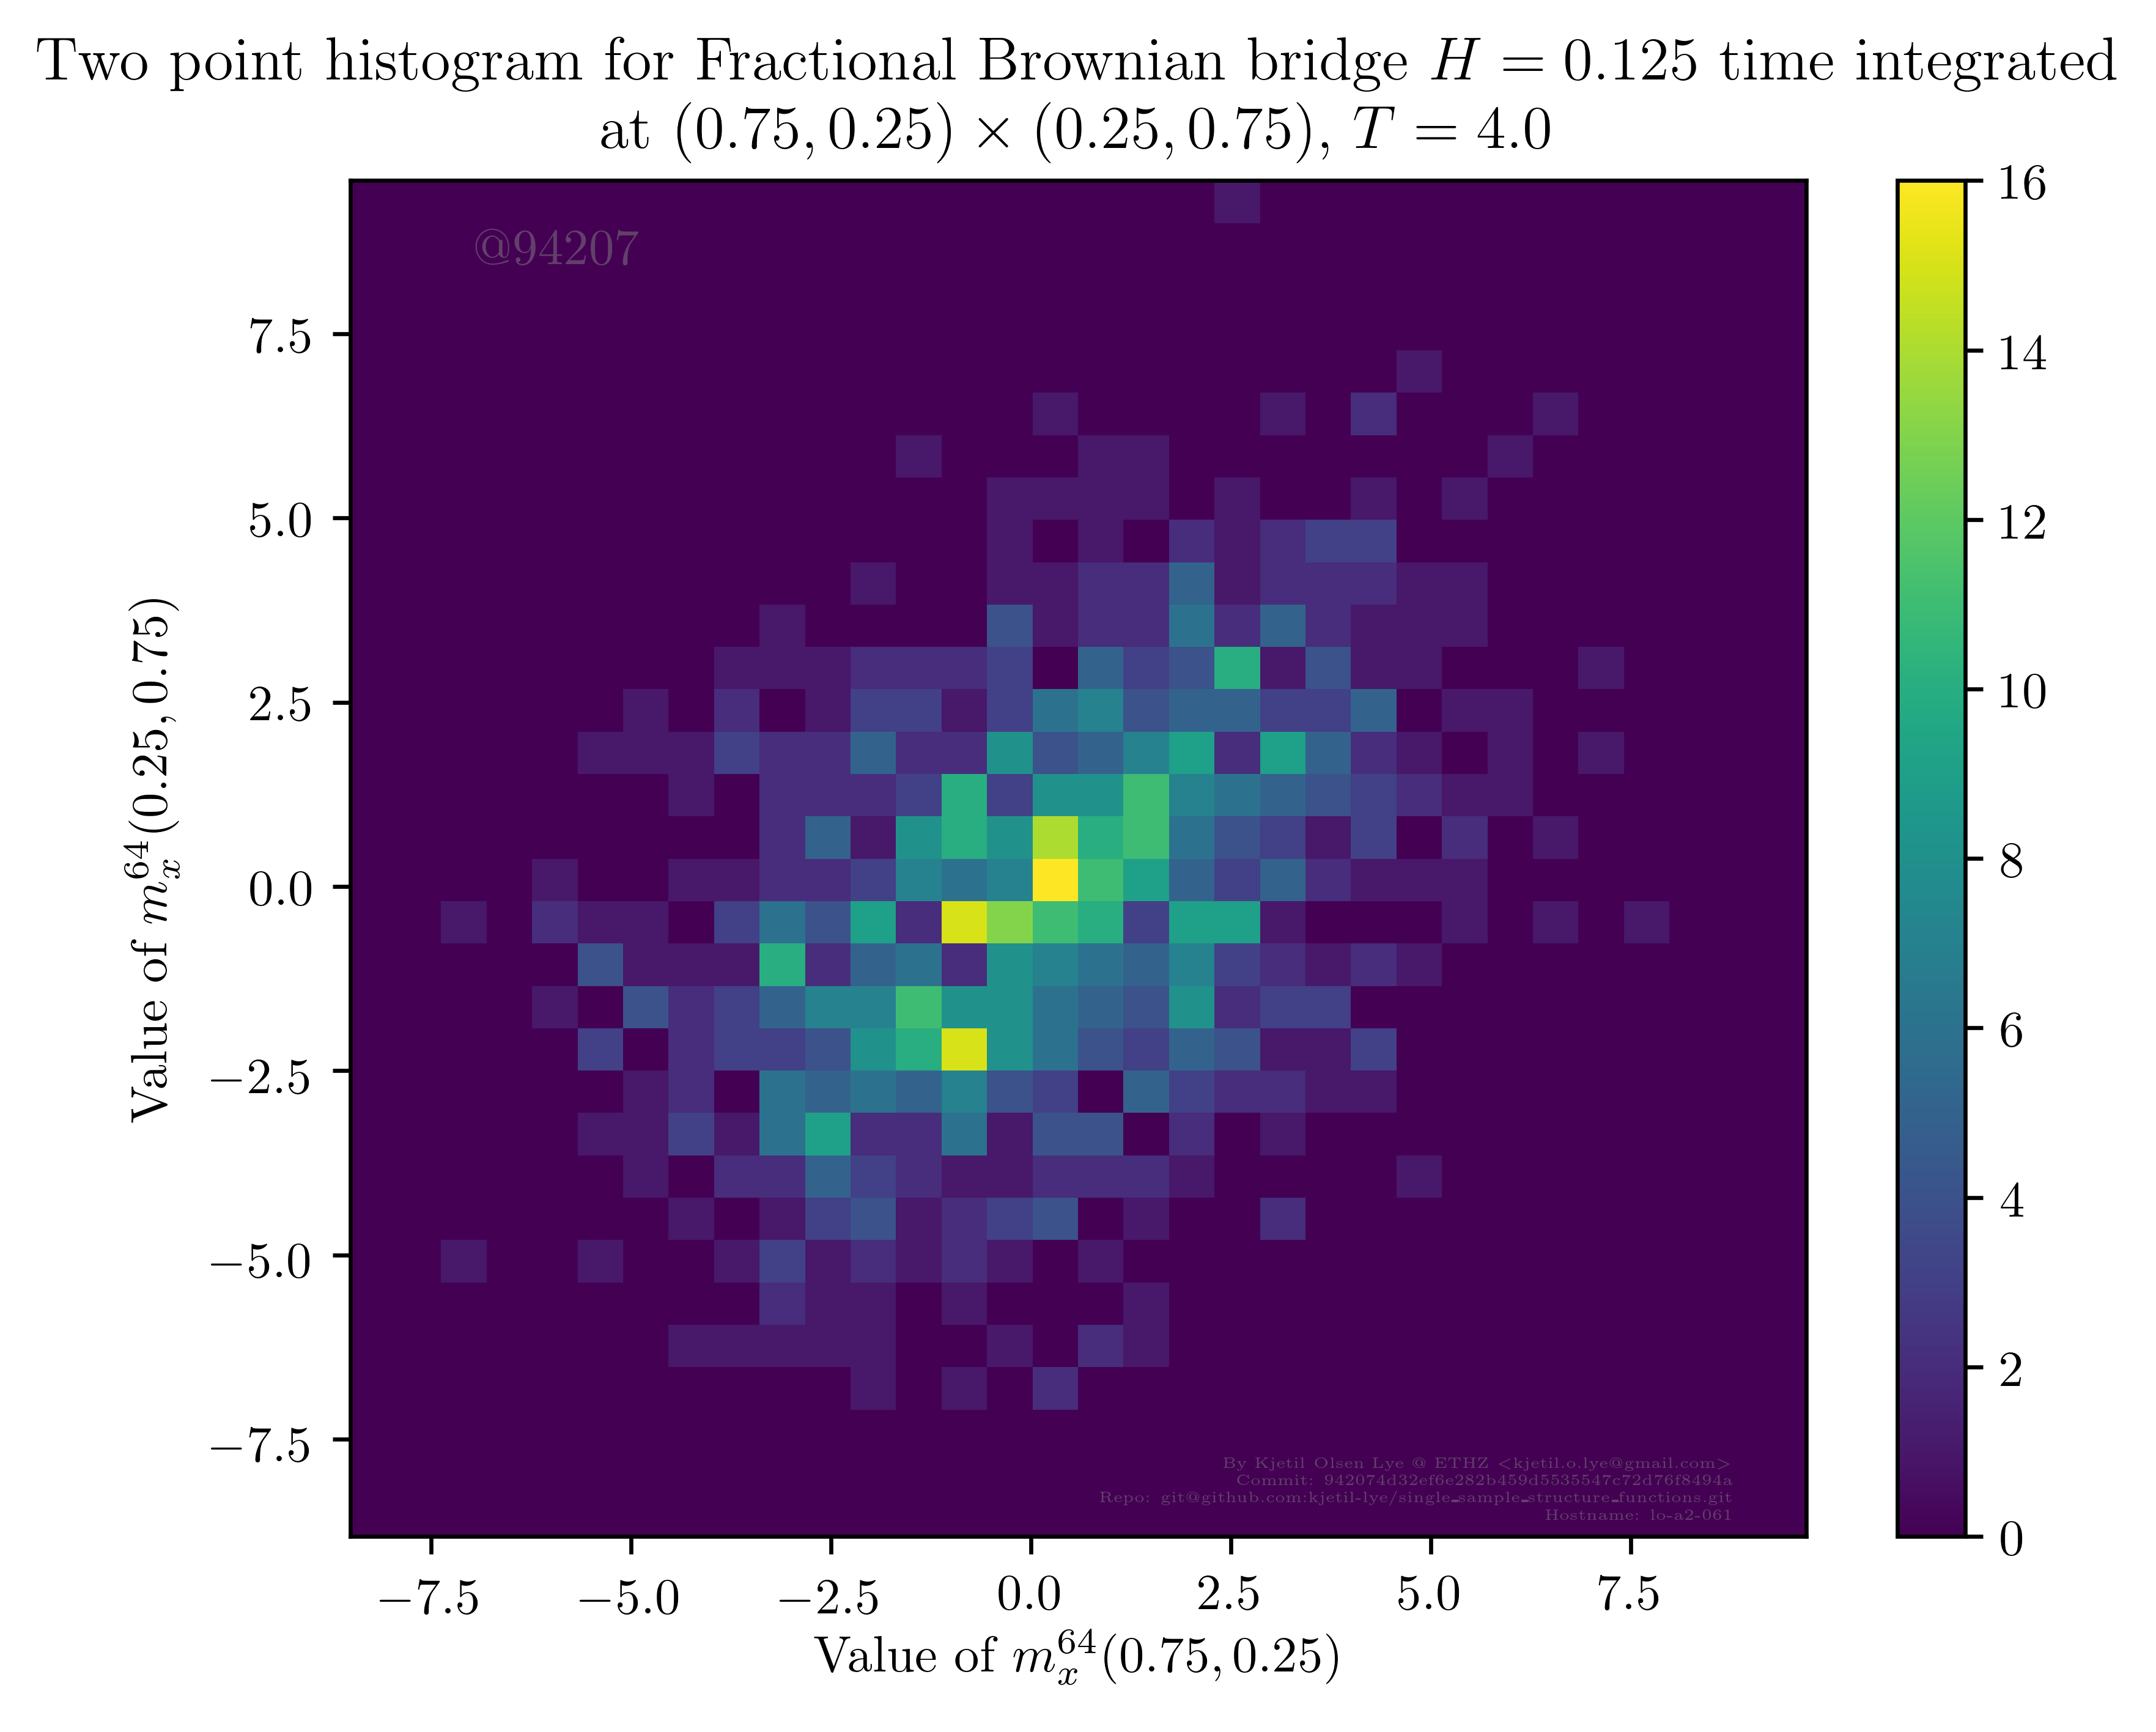 Two point histogram for Fractional Brownian bridge H = 0.125 time integrated
at (0.75, 0.25) × (0.25, 0.75), T = 4.0
@94207
Value of m_x^{64}(0.25, 0.75)
7.5
5.0
2.5
0.0
−2.5
−5.0
−7.5
−7.5 −5.0 −2.5 0.0 2.5 5.0 7.5
Value of m_x^{64}(0.75, 0.25)
16
14
12
10
8
6
4
2
0
By Kjetil Olsen Lye @ ETHZ <kjetil.o.lye@gmail.com>
Commit: 942074d32ef6e282b459d5535547c72d76f8494a
Repo: git@github.com:kjetil-lye/single_sample_structure_functions.git
Hostname: lo-a2-061